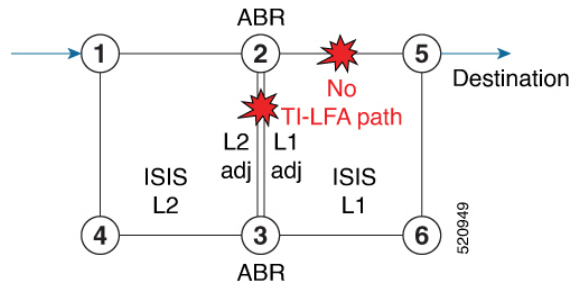 ABR
1
2
5
Destination
No
TI-LFA path
L2
adj
L1
adj
ISIS
L2
ISIS
L1
4
3
6
ABR
520949